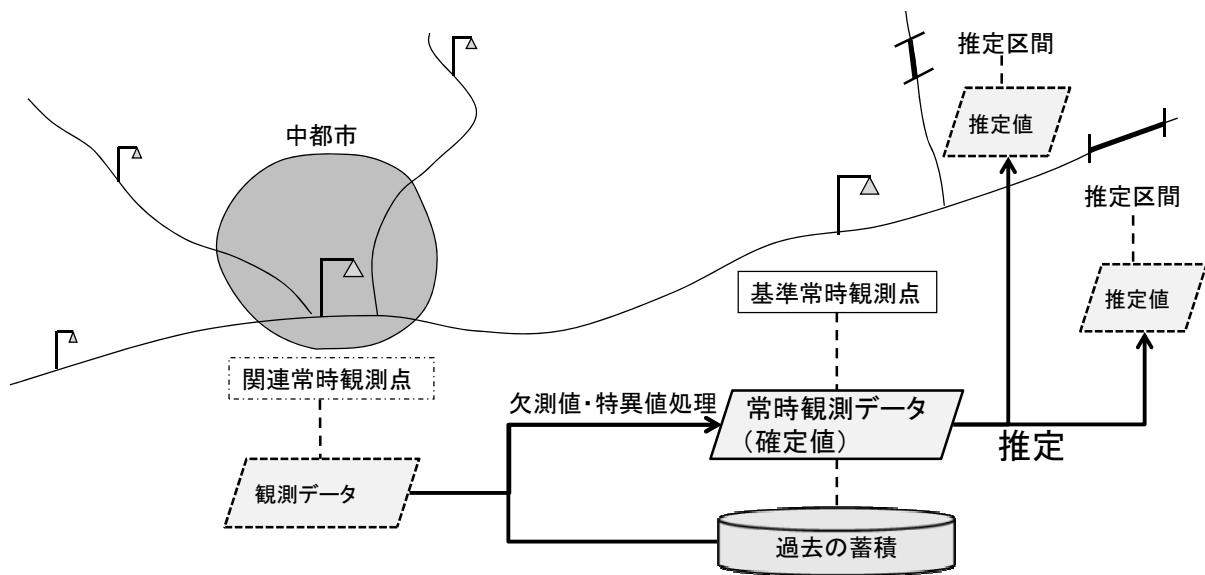 推定区間
推定値
中都市
推定区間
推定値
基準常時観測点
関連常時観測点
欠測値・特異値処理
常時観測データ
（確定値）
推定
観測データ
過去の蓄積